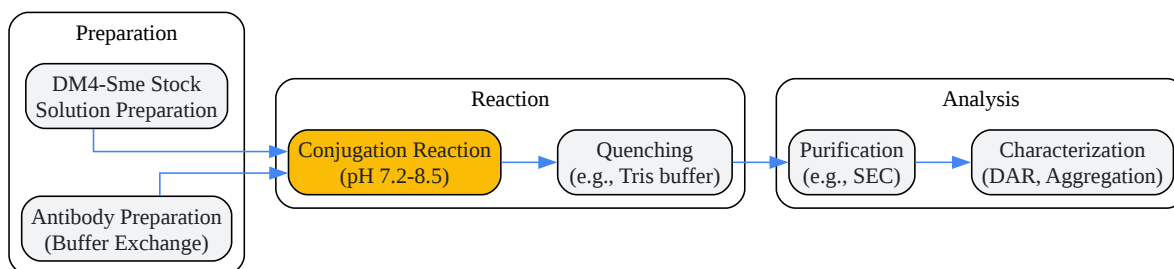 Preparation
DM4-Sme Stock
Solution Preparation
Antibody Preparation
(Buffer Exchange)
Reaction
Conjugation Reaction
(pH 7.2-8.5)
Quenching
(e.g., Tris buffer)
Analysis
Purification
(e.g., SEC)
Characterization
(DAR, Aggregation)